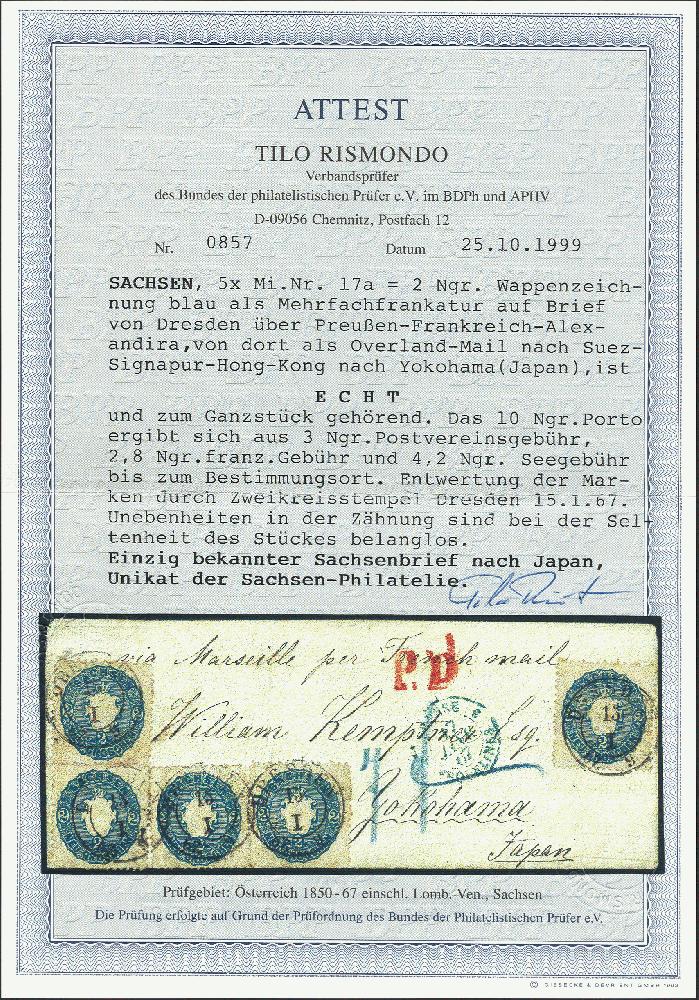 ATTEST
TILO RISMONDO
Verbandsprüfer
des Bundes der philatelistischen Prüfer e.V. im BDPh und APHV
D-09056 Chemnitz, Postfach 12
Nr. 0857 Datum 25.10.1999
SACHSEN, 5x Mi.Nr. 17a = 2 Ngr. Wappenzeich-
nung blau als Mehrfachfrankatur auf Brief
von Dresden über Preußen-Frankreich-Alex-
andira,von dort als Overland-Mail nach Suez-
Signapur-Hong-Kong nach Yokohama(Japan),ist
ECHT
und zum Ganzstück gehörend. Das 10 Ngr.Porto
ergibt sich aus 3 Ngr.Postvereinsgebühr,
2,8 Ngr.franz.Gebühr und 4,2 Ngr. Seegebühr
bis zum Bestimmungsort. Entwertung der Mar-
ken durch Zweikreisstempel Dresden 15.1.67.
Unebenheiten in der Zähnung sind bei der Sel-
tenheit des Stückes belanglos.
Einzig bekannter Sachsenbrief nach Japan,
Unikat der Sachsen-Philatelie.
via Marseille per French mail
P.D
William Kemptner Esq.
Yokohama
Japan
Prüfgebiet: Österreich 1850-67 einschl. Lomb. Ven., Sachsen
Die Prüfung erfolgte auf Grund der Prüfordnung des Bundes der Philatelistischen Prüfer e.V.
© GIESECKE & DEVRIENT GMBH